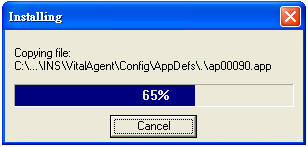 Installing
Copying file:
C:\...\INS\VitalAgent\Config\AppDefs\.\ap00090.app
65%
Cancel